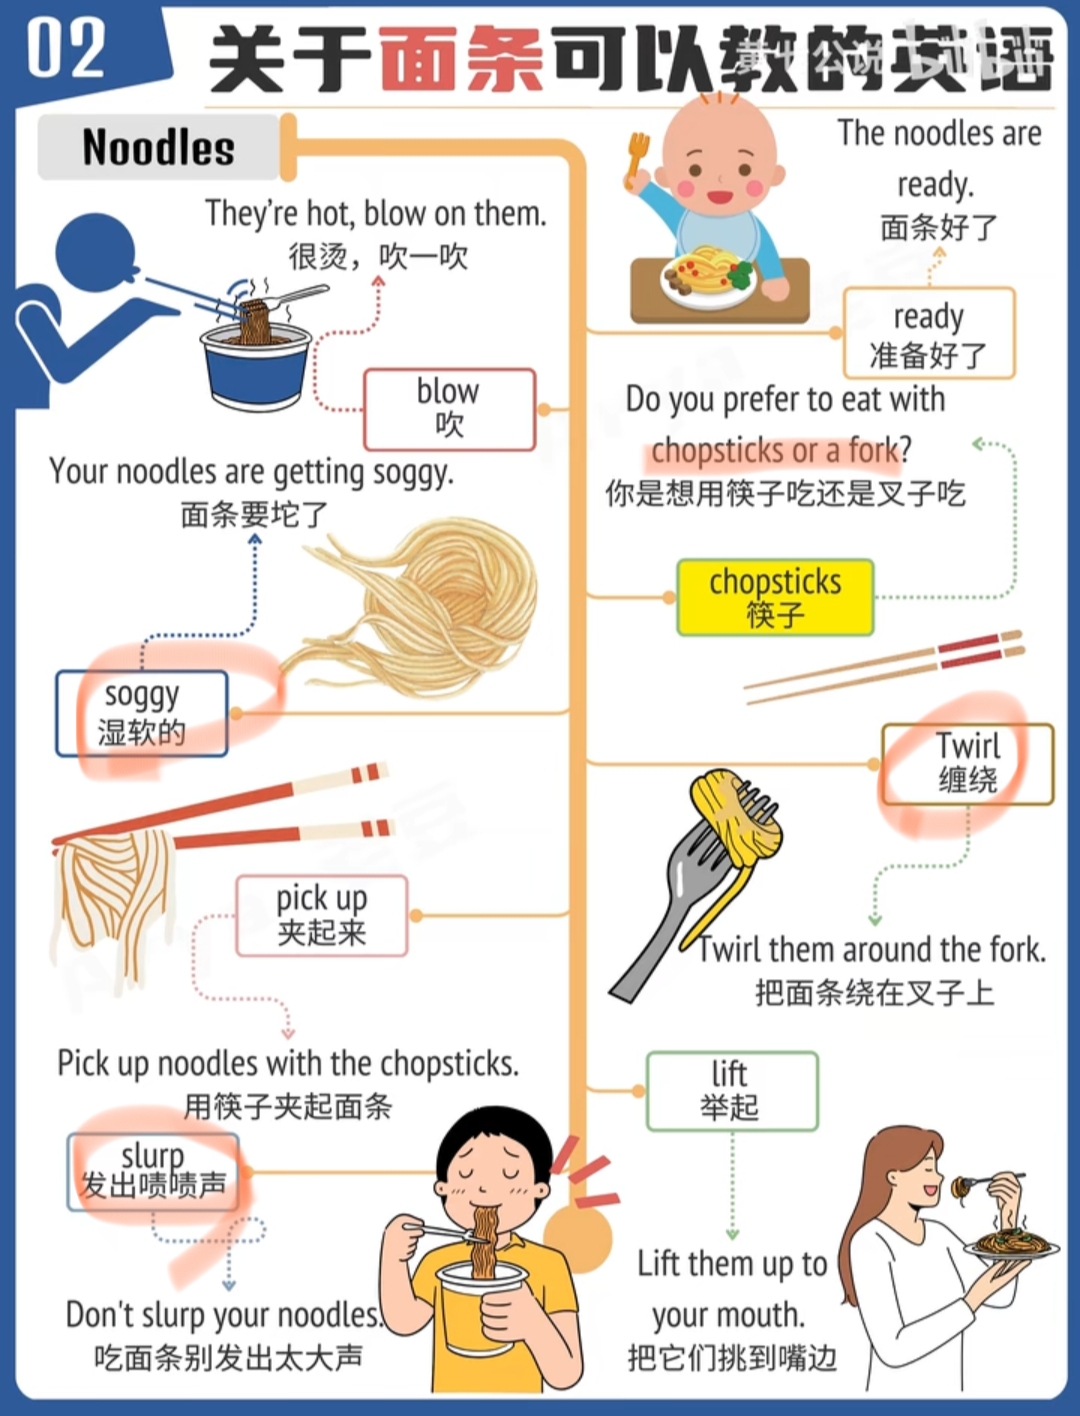 02
关于面条可以教的英语
黄七公说
bilibili
Noodles
The noodles are
ready.
面条好了
ready
准备好了
They're hot, blow on them.
很烫，吹一吹
blow
吹
Do you prefer to eat with
chopsticks or a fork?
你是想用筷子吃还是叉子吃
chopsticks
筷子
Your noodles are getting soggy.
面条要坨了
soggy
湿软的
Twirl
缠绕
Twirl them around the fork.
把面条绕在叉子上
pick up
夹起来
Pick up noodles with the chopsticks.
用筷子夹起面条
lift
举起
Lift them up to
your mouth.
把它们挑到嘴边
slurp
发出啧啧声
Don't slurp your noodles.
吃面条别发出太大声